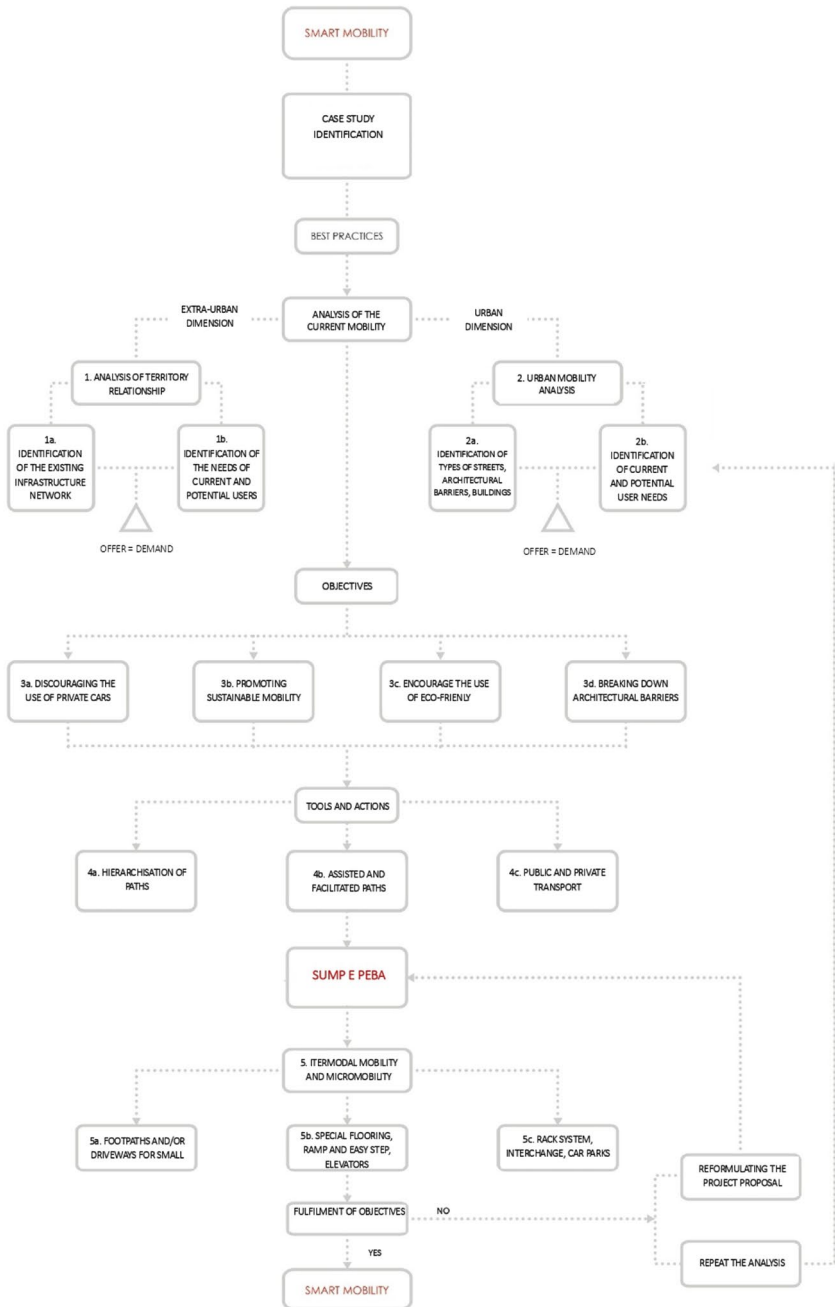 SMART MOBILITY
CASE STUDY
IDENTIFICATION
BEST PRACTICES
EXTRA-URBAN
DIMENSION
ANALYSIS OF THE
CURRENT MOBILITY
URBAN
DIMENSION
1. ANALYSIS OF TERRITORY
RELATIONSHIP
2. URBAN MOBILITY
ANALYSIS
1a.
IDENTIFICATION
OF THE EXISTING
INFRASTRUCTURE
NETWORK
1b.
IDENTIFICATION OF
THE NEEDS OF
CURRENT AND
POTENTIAL USERS
2a.
IDENTIFICATION OF
TYPES OF STREETS,
ARCHITECTURAL
BARRIERS, BUILDINGS
2b.
IDENTIFICATION
OF CURRENT
AND POTENTIAL
USER NEEDS
OFFER = DEMAND
OFFER = DEMAND
OBJECTIVES
3a. DISCOURAGING THE
USE OF PRIVATE CARS
3b. PROMOTING
SUSTAINABLE MOBILITY
3c. ENCOURAGE THE USE
OF ECO-FRIENLY
3d. BREAKING DOWN
ARCHITECTURAL BARRIERS
TOOLS AND ACTIONS
4a. HIERARCHISATION OF
PATHS
4b. ASSISTED AND
FACILITATED PATHS
4c. PUBLIC AND PRIVATE
TRANSPORT
SUMP E PEBA
5. ITERMODAL MOBILITY
AND MICROMOBILITY
5a. FOOTPATHS AND/OR
DRIVEWAYS FOR SMALL
5b. SPECIAL FLOORING,
RAMP AND EASY STEP,
ELEVATORS
5c. RACK SYSTEM,
INTERCHANGE, CAR PARKS
REFORMULATING THE
PROJECT PROPOSAL
FULFILMENT OF OBJECTIVES
NO
YES
REPEAT THE ANALYSIS
SMART MOBILITY